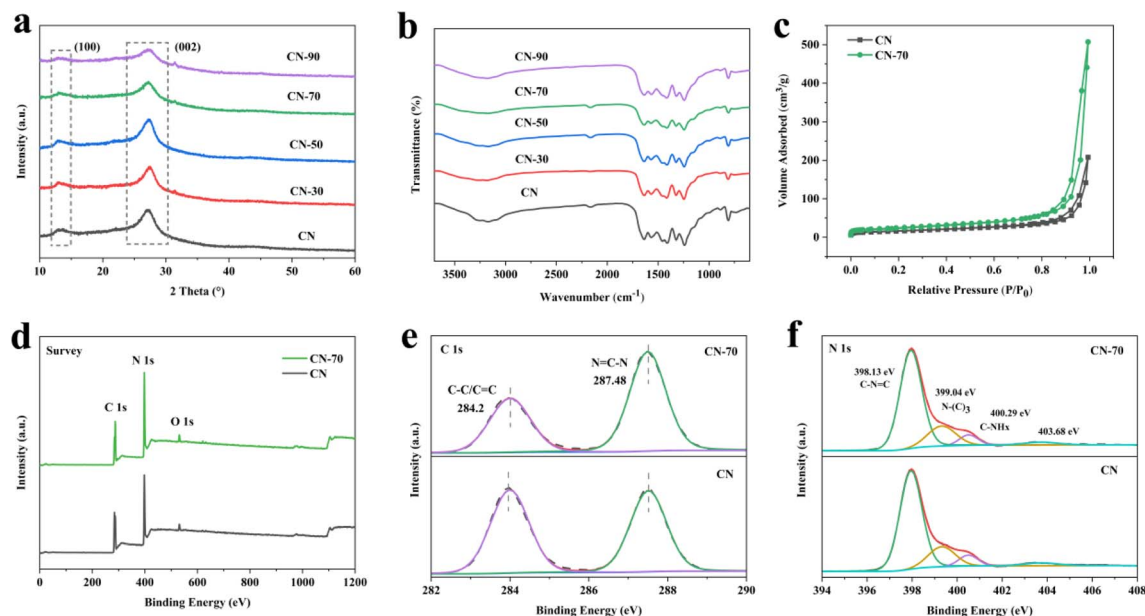 a
(100)
(002)
CN-90
CN-70
CN-50
CN-30
CN
Intensity (a.u.)
10 20 30 40 50 60
2 Theta (°)
b
CN-90
CN-70
CN-50
CN-30
CN
Transmittance (%)
3500 3000 2500 2000 1500 1000
Wavenumber (cm⁻¹)
c
CN
CN-70
500
400
300
200
100
0
Volume Adsorbed (cm³/g)
0.0 0.2 0.4 0.6 0.8 1.0
Relative Pressure (P/P₀)
d
Survey
CN-70
CN
N 1s
C 1s
O 1s
Intensity (a.u.)
0 200 400 600 800 1000 1200
Binding Energy (eV)
e
C 1s
CN-70
N=C-N
287.48
C-C/C=C
284.2
CN
Intensity (a.u.)
282 284 286 288 290
Binding Energy (eV)
f
N 1s
CN-70
398.13 eV
C-N=C
399.04 eV
N-(C)₃
400.29 eV
C-NHx
403.68 eV
CN
Intensity (a.u.)
394 396 398 400 402 404 406 408
Binding Energy (eV)